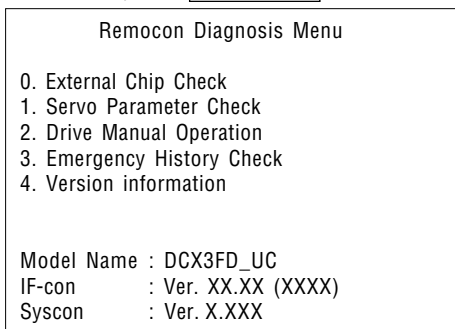 Remocon Diagnosis Menu
0. External Chip Check
1. Servo Parameter Check
2. Drive Manual Operation
3. Emergency History Check
4. Version information
Model Name : DCX3FD_UC
IF-con : Ver. XX.XX (XXXX)
Syscon : Ver. X.XXX